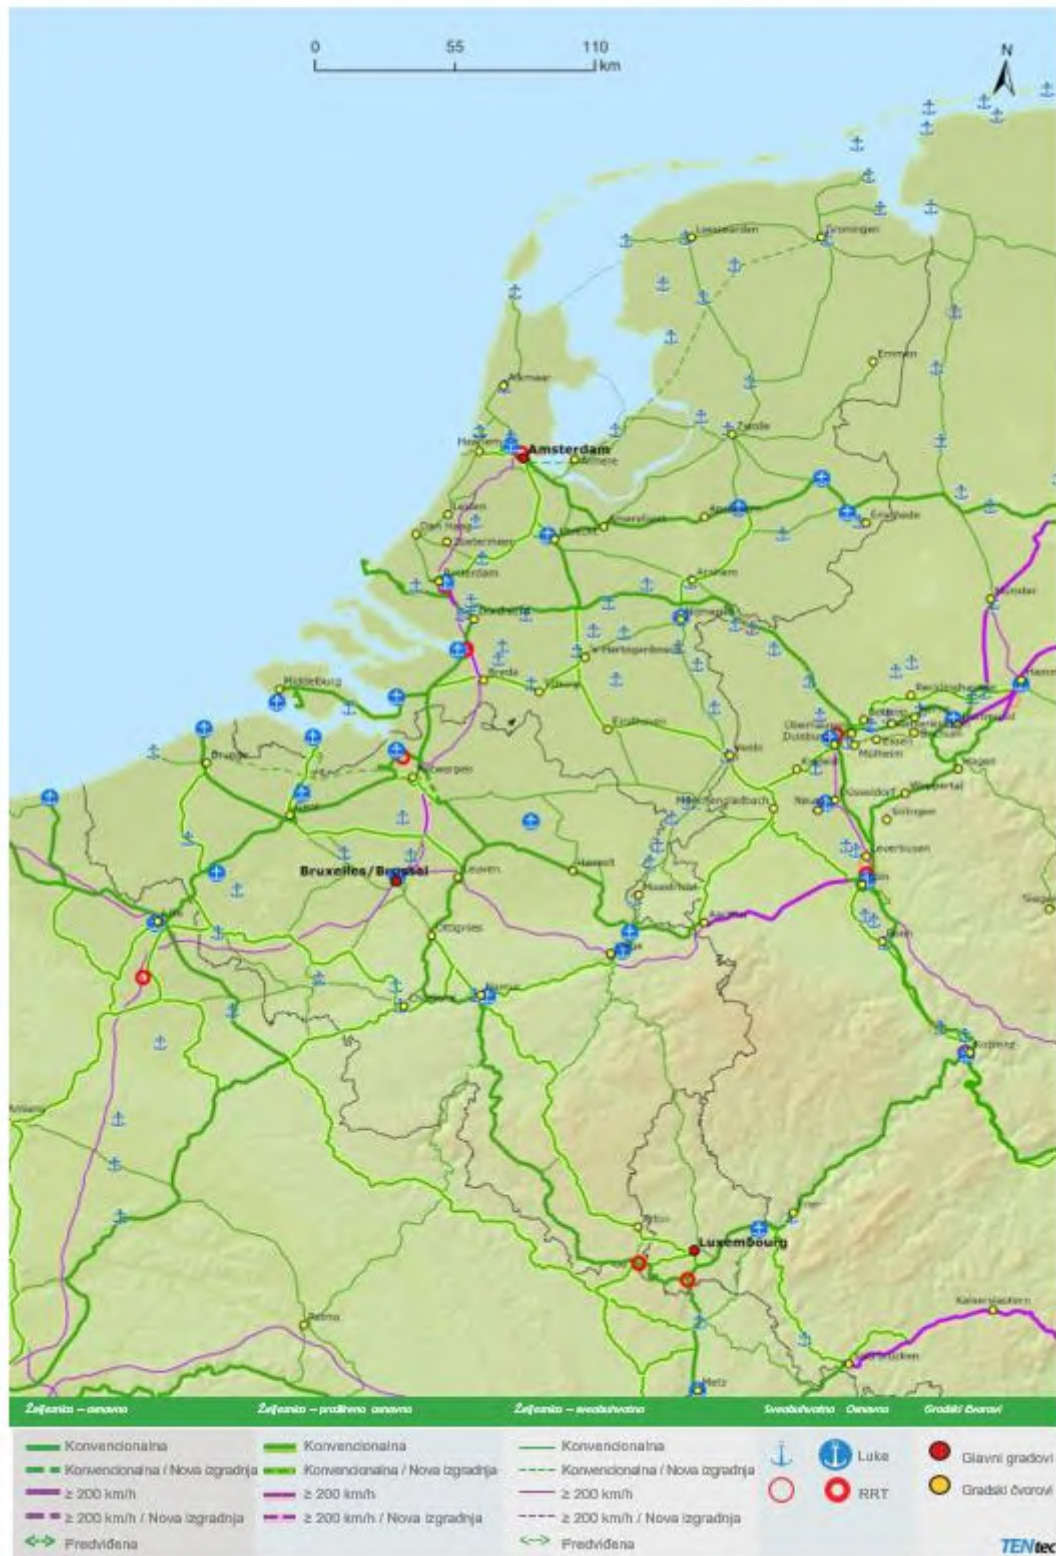 0 55 110
km
N
Leeuwarden
Groningen
Emmen
Alkmaar
Zwolle
Haarlem
Amsterdam
Almere
Leiden
Apeldoorn
Amersfoort
Enschede
Den Haag
Utrecht
Zoetermeer
Rotterdam
Arnhem
Münster
Dordrecht
Nijmegen
's-Hertogenbosch
Middelburg
Breda
Tilburg
Recklinghausen
Hamm
Eindhoven
Dortmund
Duisburg
Essen
Bochum
Mülheim
Brugge
Venlo
Krefeld
Hagen
Antwerpen
Wuppertal
Gent
Mönchengladbach
Neuss
Düsseldorf
Solingen
Leverkusen
Bruxelles/Brussel
Leuven
Hasselt
Köln
Maastricht
Siegen
Lille
Aachen
Ottignies
Bonn
Namur
Koblenz
Amiens
Trier
Arlon
Luxembourg
Reims
Kaiserslautern
Saarbrücken
Metz
Željeznica – osnovna Željeznica – proširena osnovna Željeznica – sveobuhvatna Sveobuhvatna Osnovna Gradski čvorovi
Konvencionalna Konvencionalna Konvencionalna Luke Glavni gradovi
Konvencionalna / Nova izgradnja Konvencionalna / Nova izgradnja Konvencionalna / Nova izgradnja
≥ 200 km/h ≥ 200 km/h ≥ 200 km/h RRT Gradski čvorovi
≥ 200 km/h / Nova izgradnja ≥ 200 km/h / Nova izgradnja ≥ 200 km/h / Nova izgradnja
Predviđena Predviđena
TENtec